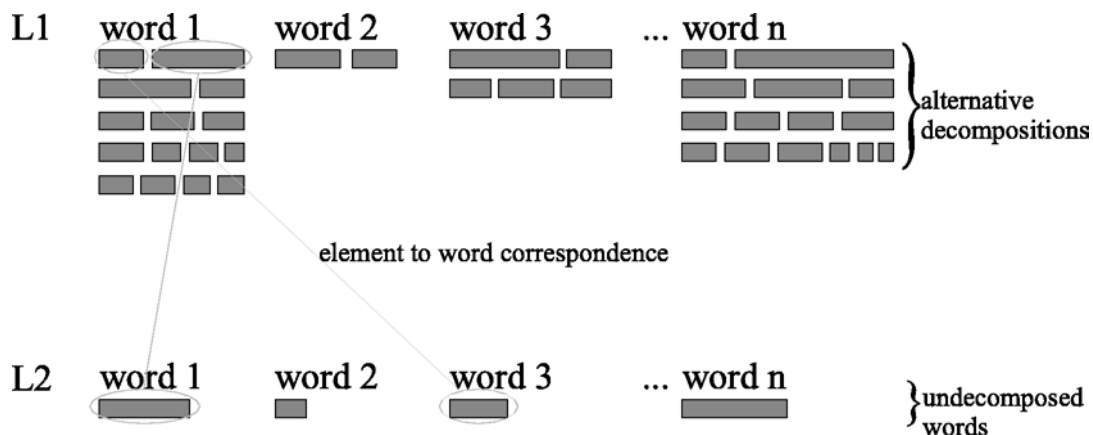 L1 word 1 word 2 word 3 ... word n
alternative
decompositions
element to word correspondence
L2 word 1 word 2 word 3 ... word n
undecomposed
words